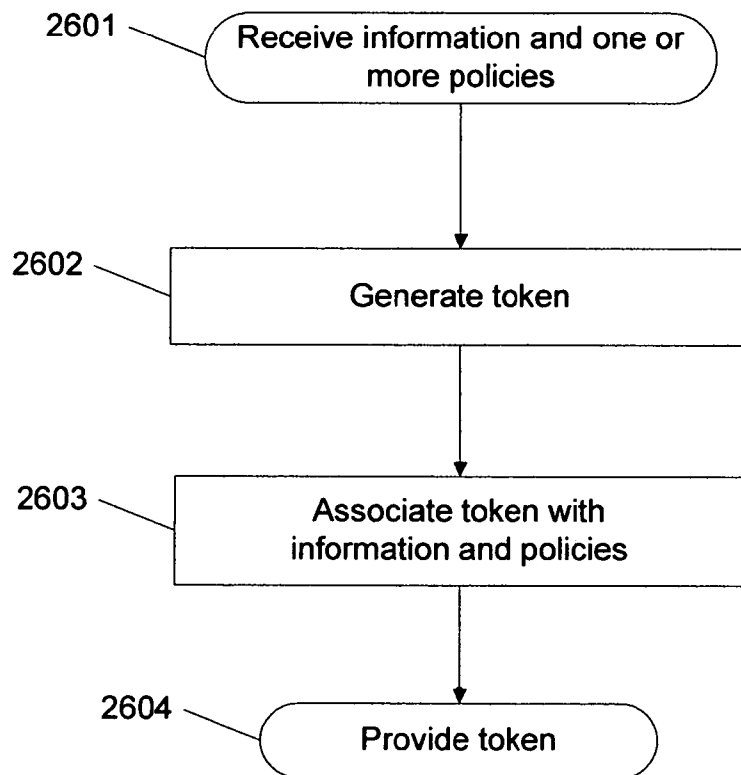 2601
Receive information and one or
more policies
2602
Generate token
2603
Associate token with
information and policies
2604
Provide token